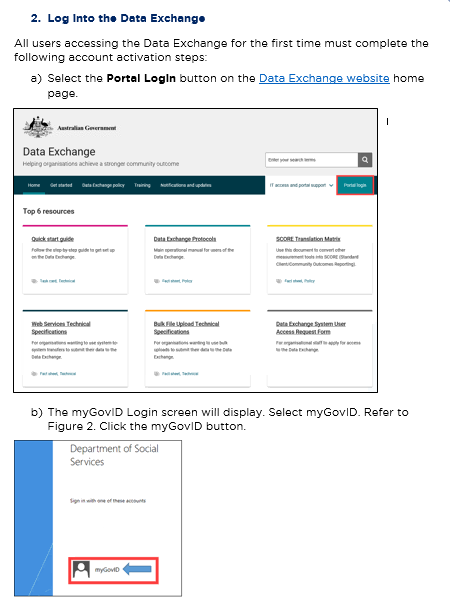 2. Log Into the Data Exchange
All users accessing the Data Exchange for the first time must complete the
following account activation steps:
a) Select the Portal Login button on the Data Exchange website home
page.
Australian Government
Data Exchange
Helping organisations achieve a stronger community outcome
Enter your search terms
Home Get started Data Exchange policy Training Notifications and updates IT access and portal support Portal login
Top 6 resources
Quick start guide
Follow the step-by-step guide to get set up
on the Data Exchange.
Task card, Technical
Data Exchange Protocols
Main operational manual for users of the
Data Exchange.
Fact sheet, Policy
SCORE Translation Matrix
Use this document to convert other
measurement tools into SCORE (Standard
Client/Community Outcomes Reporting).
Fact sheet, Policy
Web Services Technical
Specifications
For organisations wanting to use system-to-
system transfers to submit their data to the
Data Exchange.
Fact sheet, Technical
Bulk File Upload Technical
Specifications
For organisations wanting to use bulk
uploads to submit their data to the Data
Exchange.
Fact sheet, Technical
Data Exchange System User
Access Request Form
For organisational staff to apply for access
to the Data Exchange.
b) The myGovID Login screen will display. Select myGovID. Refer to
Figure 2. Click the myGovID button.
Department of Social
Services
Sign in with one of these accounts
myGovID